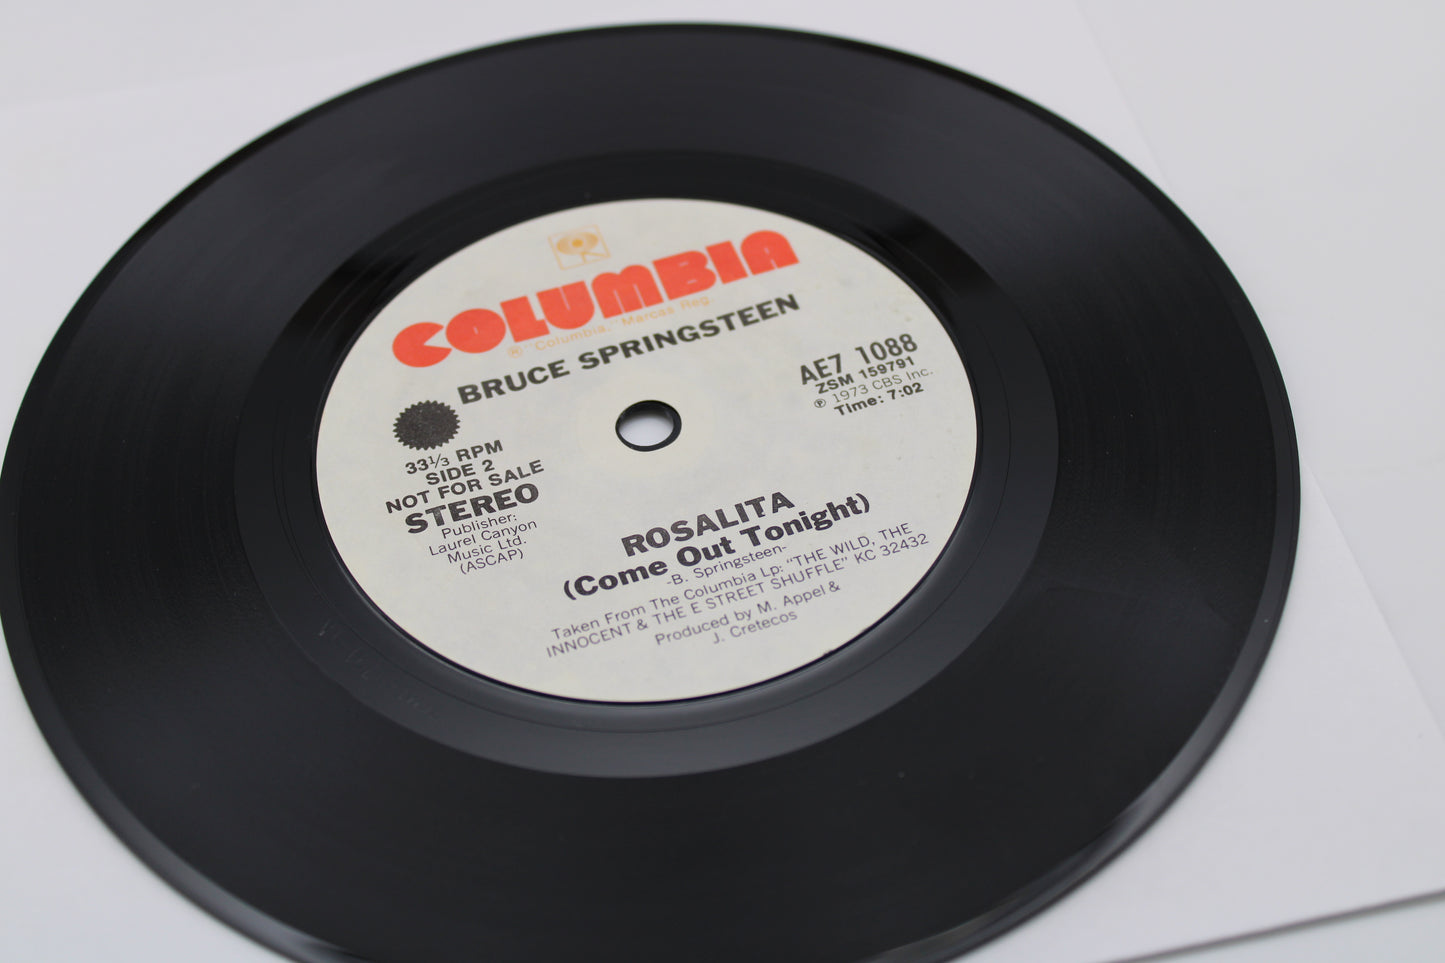 COLUMBIA
® "Columbia," Marcas Reg.
BRUCE SPRINGSTEEN
AE7 1088
ZSM 159791
℗ 1973 CBS Inc.
Time: 7:02
33⅓ RPM
SIDE 2
NOT FOR SALE
STEREO
Publisher:
Laurel Canyon
Music Ltd.
(ASCAP)
ROSALITA
(Come Out Tonight)
-B. Springsteen-
Taken From The Columbia Lp: "THE WILD, THE
INNOCENT & THE E STREET SHUFFLE" KC 32432
Produced by M. Appel &
J. Cretecos